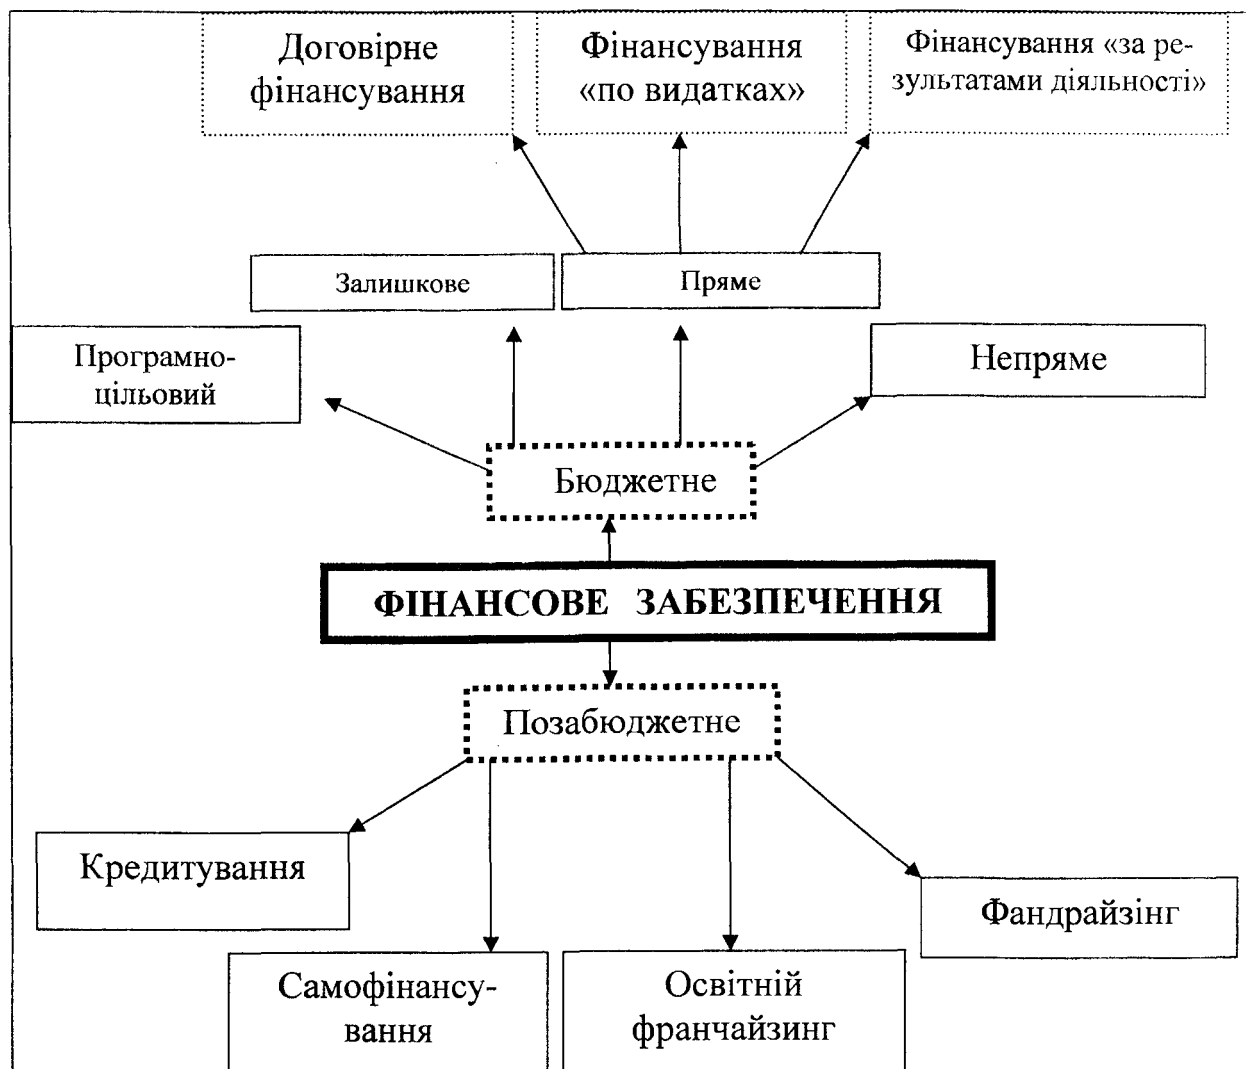 Договірне
фінансування
Фінансування
«по видатках»
Фінансування «за ре-
зультатами діяльності»
Залишкове
Пряме
Програмно-
цільовий
Непряме
Бюджетне
ФІНАНСОВЕ ЗАБЕЗПЕЧЕННЯ
Позабюджетне
Кредитування
Фандрайзінг
Самофінансу-
вання
Освітній
франчайзинг